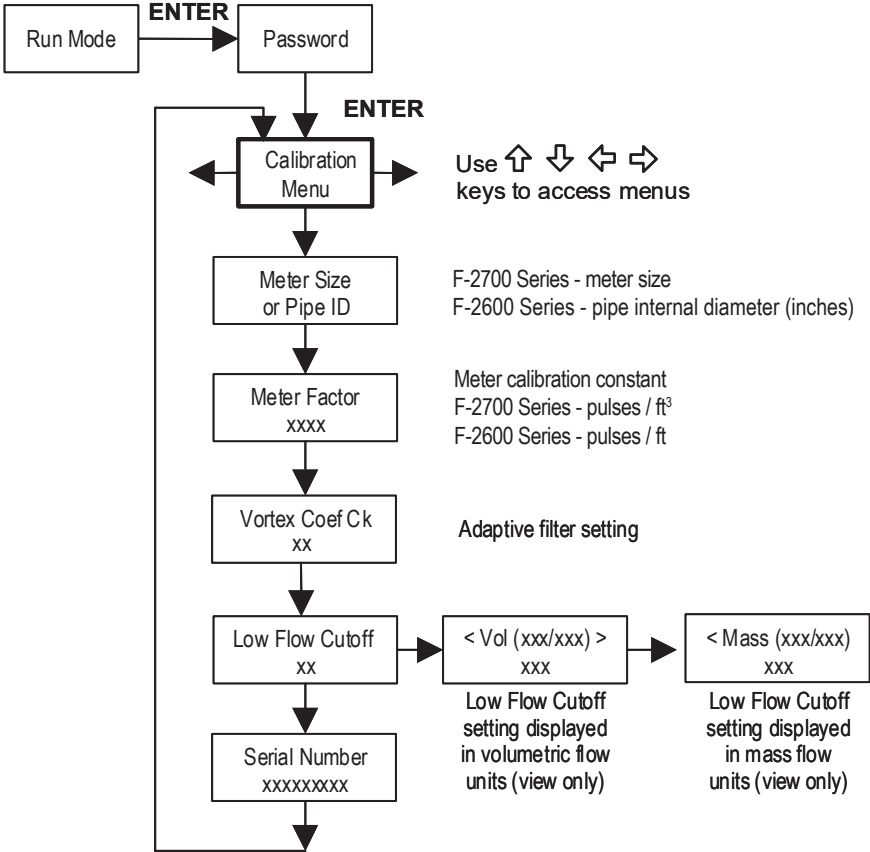 ENTER
Run Mode
Password
ENTER
Calibration
Menu
Use ⇧ ⇩ ⇦ ⇨
keys to access menus
Meter Size
or Pipe ID
F-2700 Series - meter size
F-2600 Series - pipe internal diameter (inches)
Meter Factor
xxxx
Meter calibration constant
F-2700 Series - pulses / ft³
F-2600 Series - pulses / ft
Vortex Coef Ck
xx
Adaptive filter setting
Low Flow Cutoff
xx
< Vol (xxx/xxx) >
xxx
Low Flow Cutoff
setting displayed
in volumetric flow
units (view only)
< Mass (xxx/xxx)
xxx
Low Flow Cutoff
setting displayed
in mass flow
units (view only)
Serial Number
xxxxxxxxx